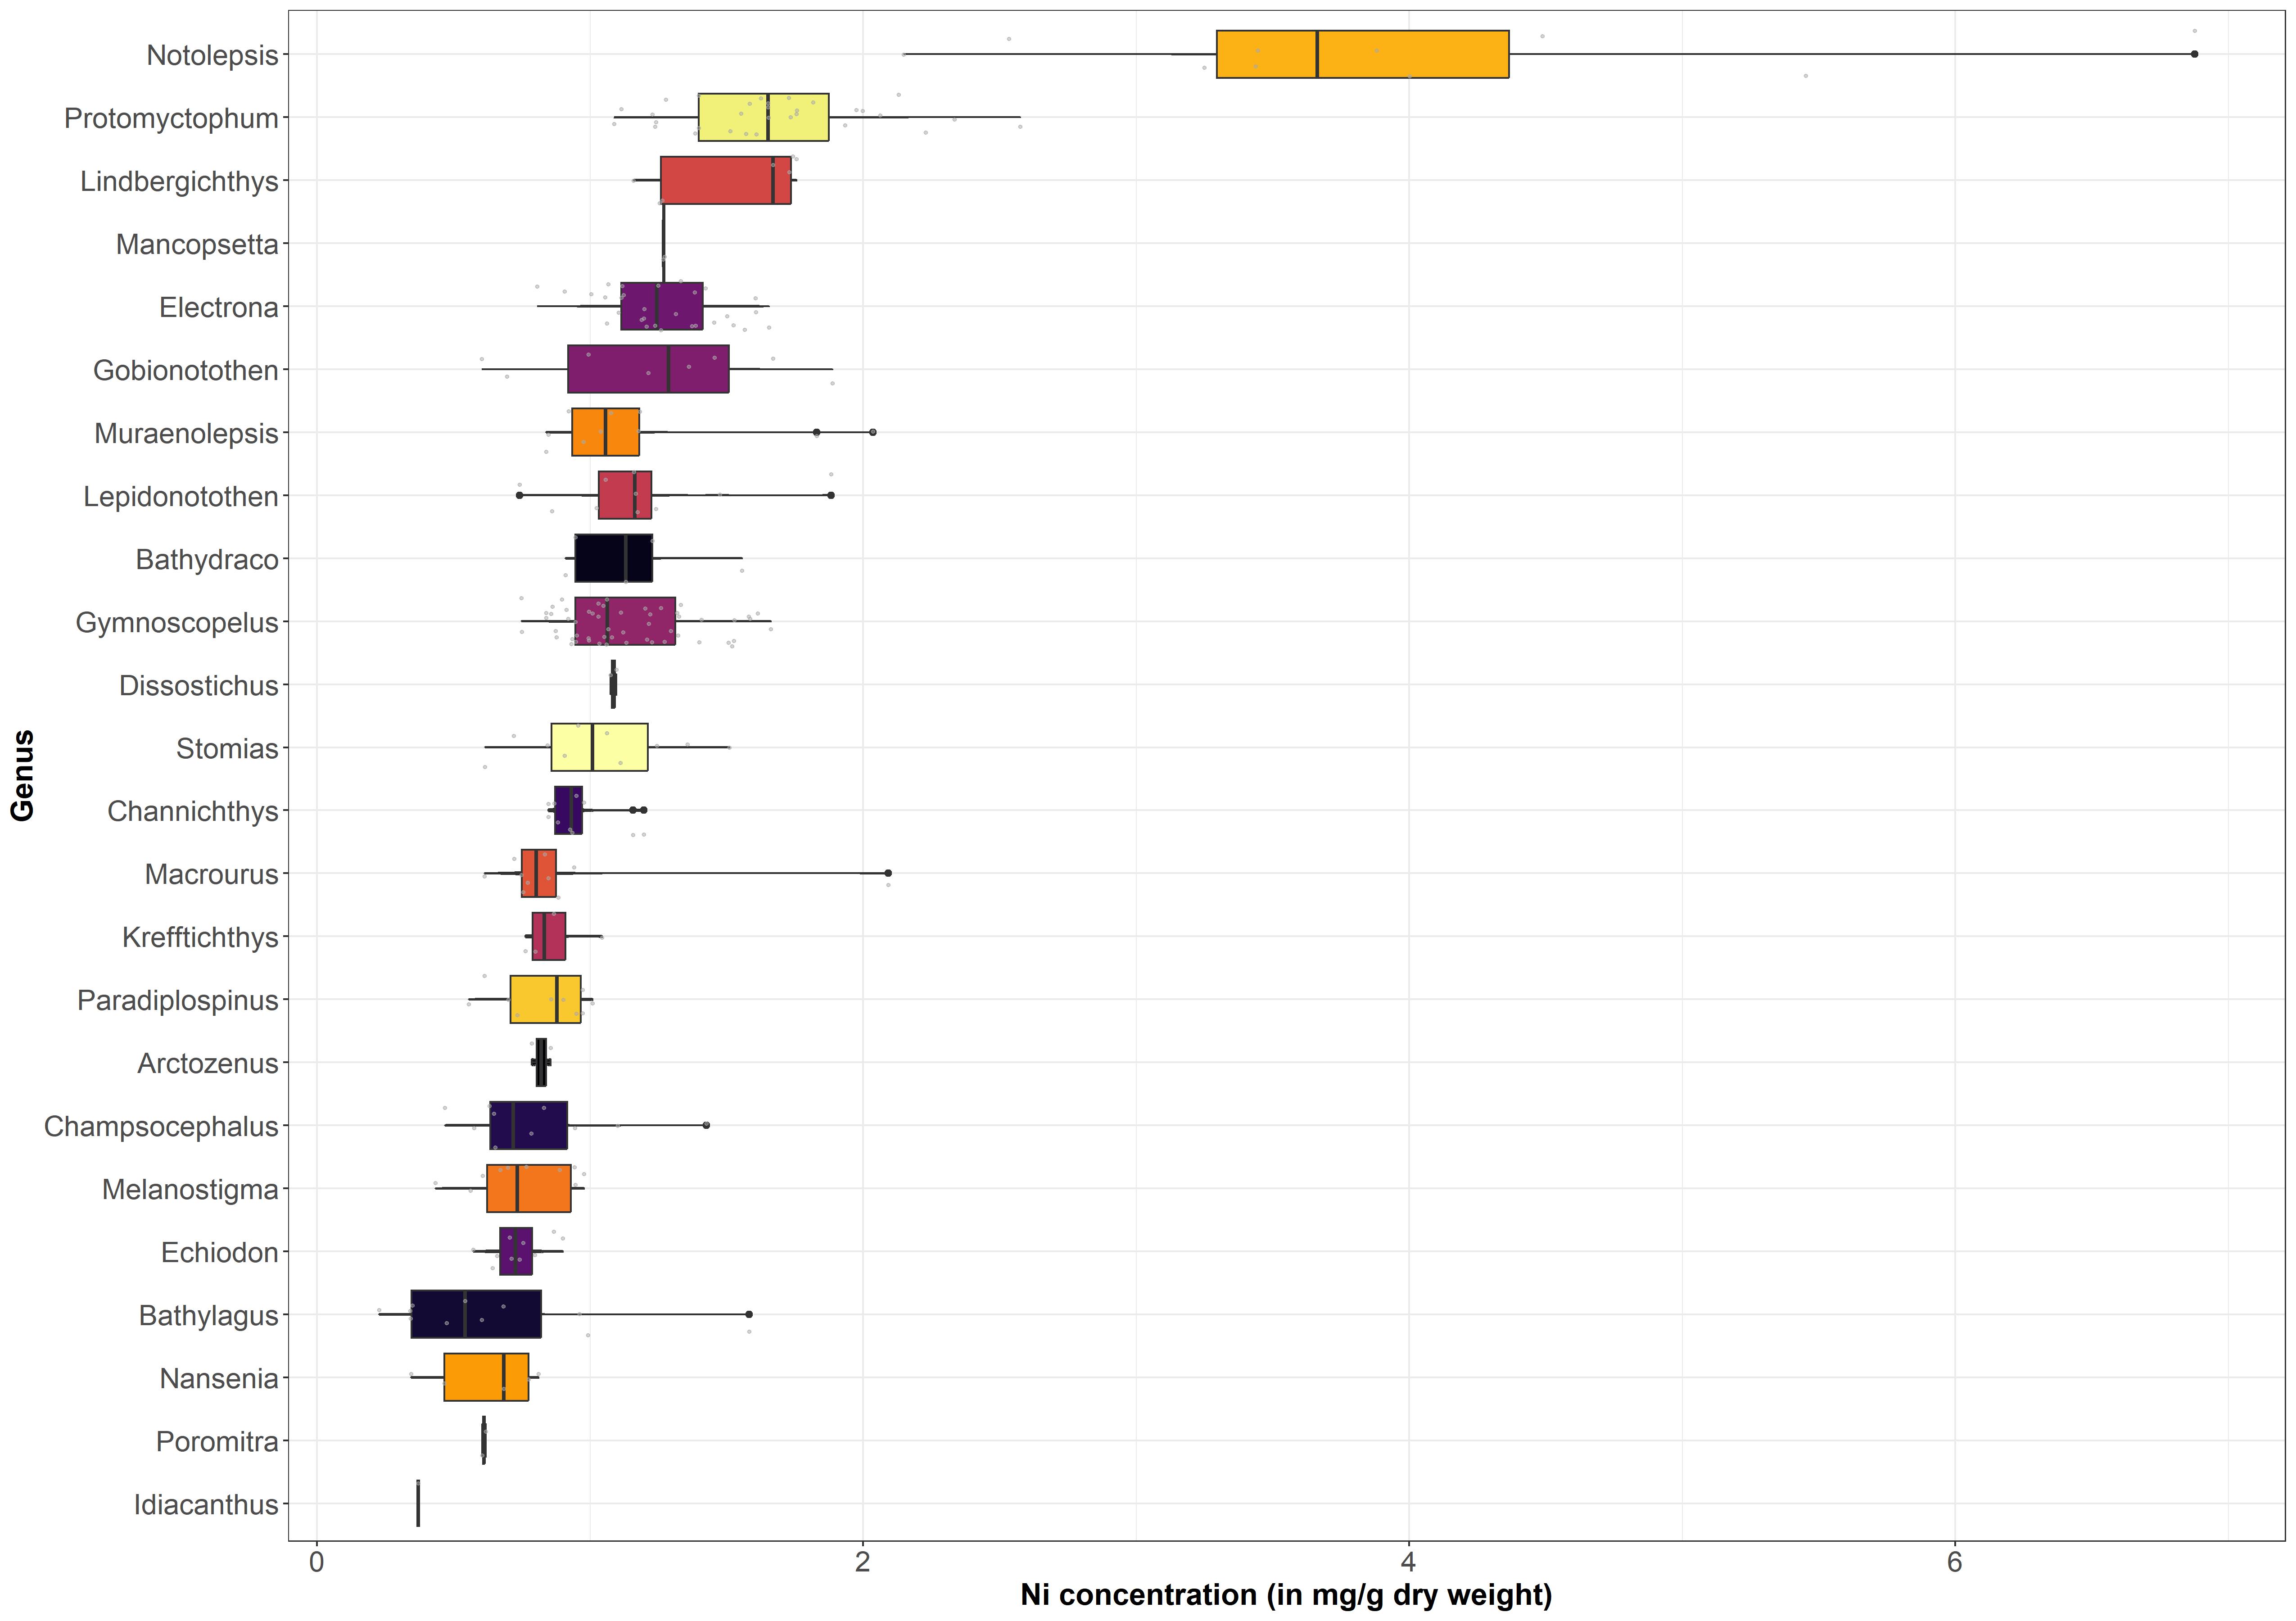 Notolepsis
Protomyctophum
Lindbergichthys
Mancopsetta
Electrona
Gobionotothen
Muraenolepsis
Lepidonotothen
Bathydraco
Gymnoscopelus
Dissostichus
Stomias
Channichthys
Macrourus
Krefftichthys
Paradiplospinus
Arctozenus
Champsocephalus
Melanostigma
Echiodon
Bathylagus
Nansenia
Poromitra
Idiacanthus
Genus
0 2 4 6
Ni concentration (in mg/g dry weight)